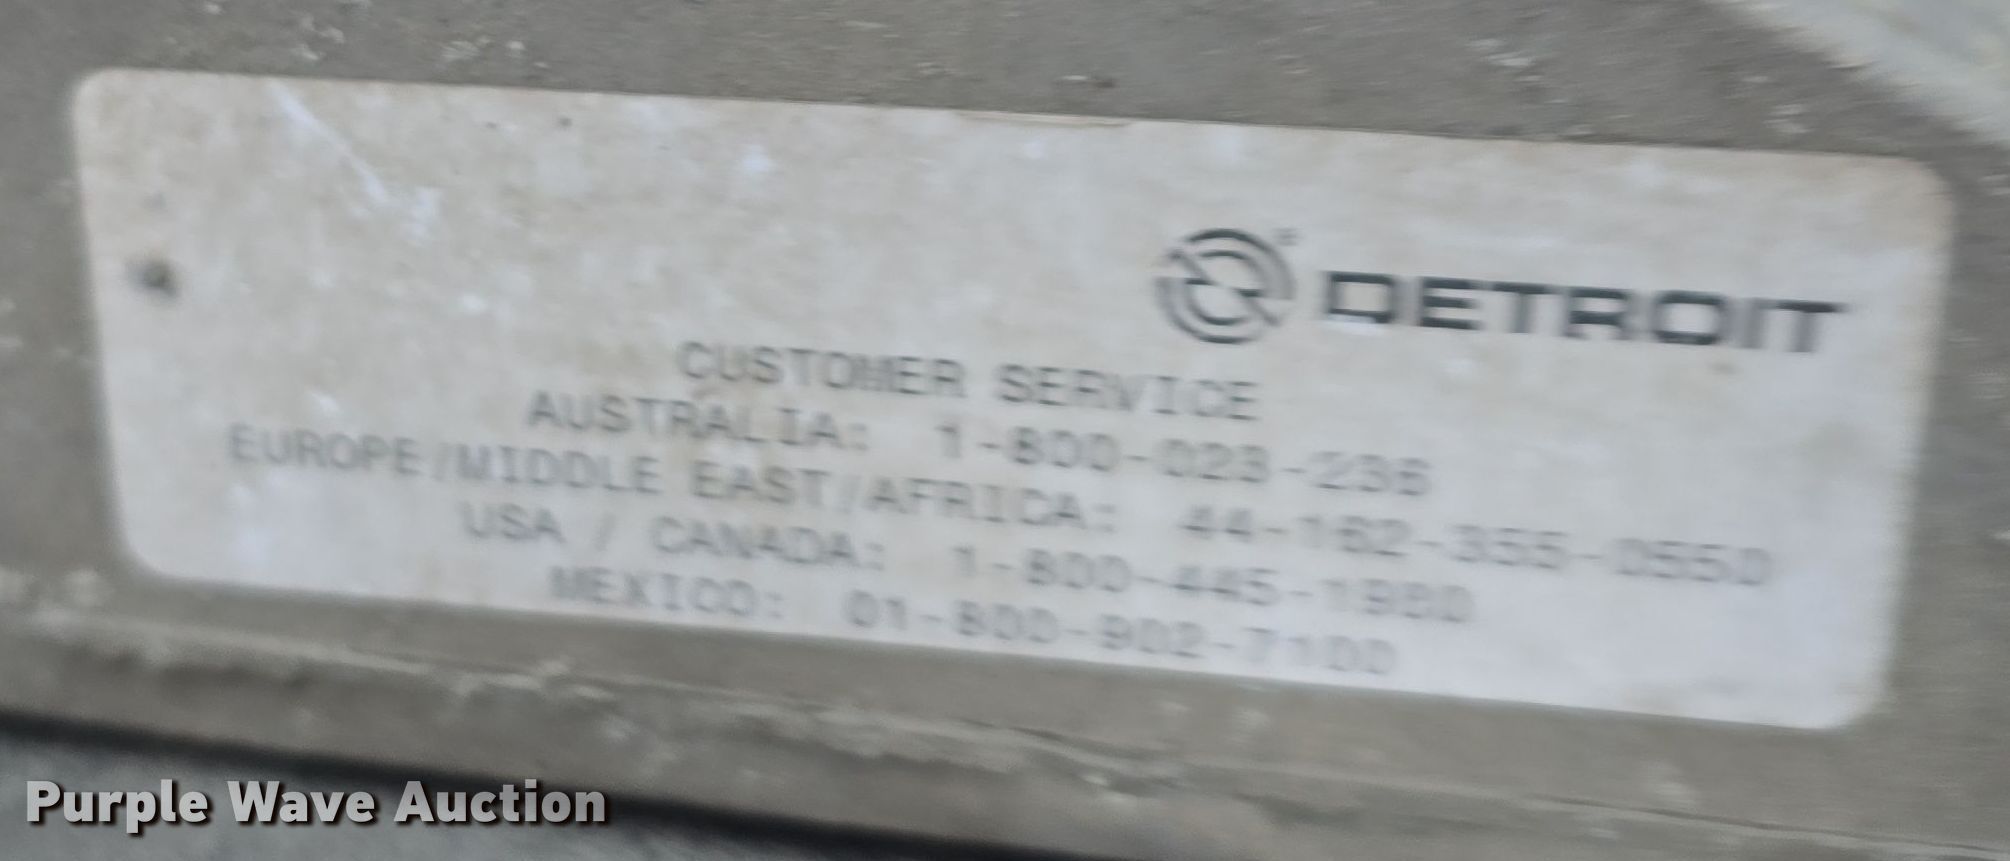 DETROIT
CUSTOMER SERVICE
AUSTRALIA: 1-800-023-236
EUROPE/MIDDLE EAST/AFRICA: 44-162-355-0550
USA / CANADA: 1-800-445-1980
MEXICO: 01-800-902-7100
Purple Wave Auction